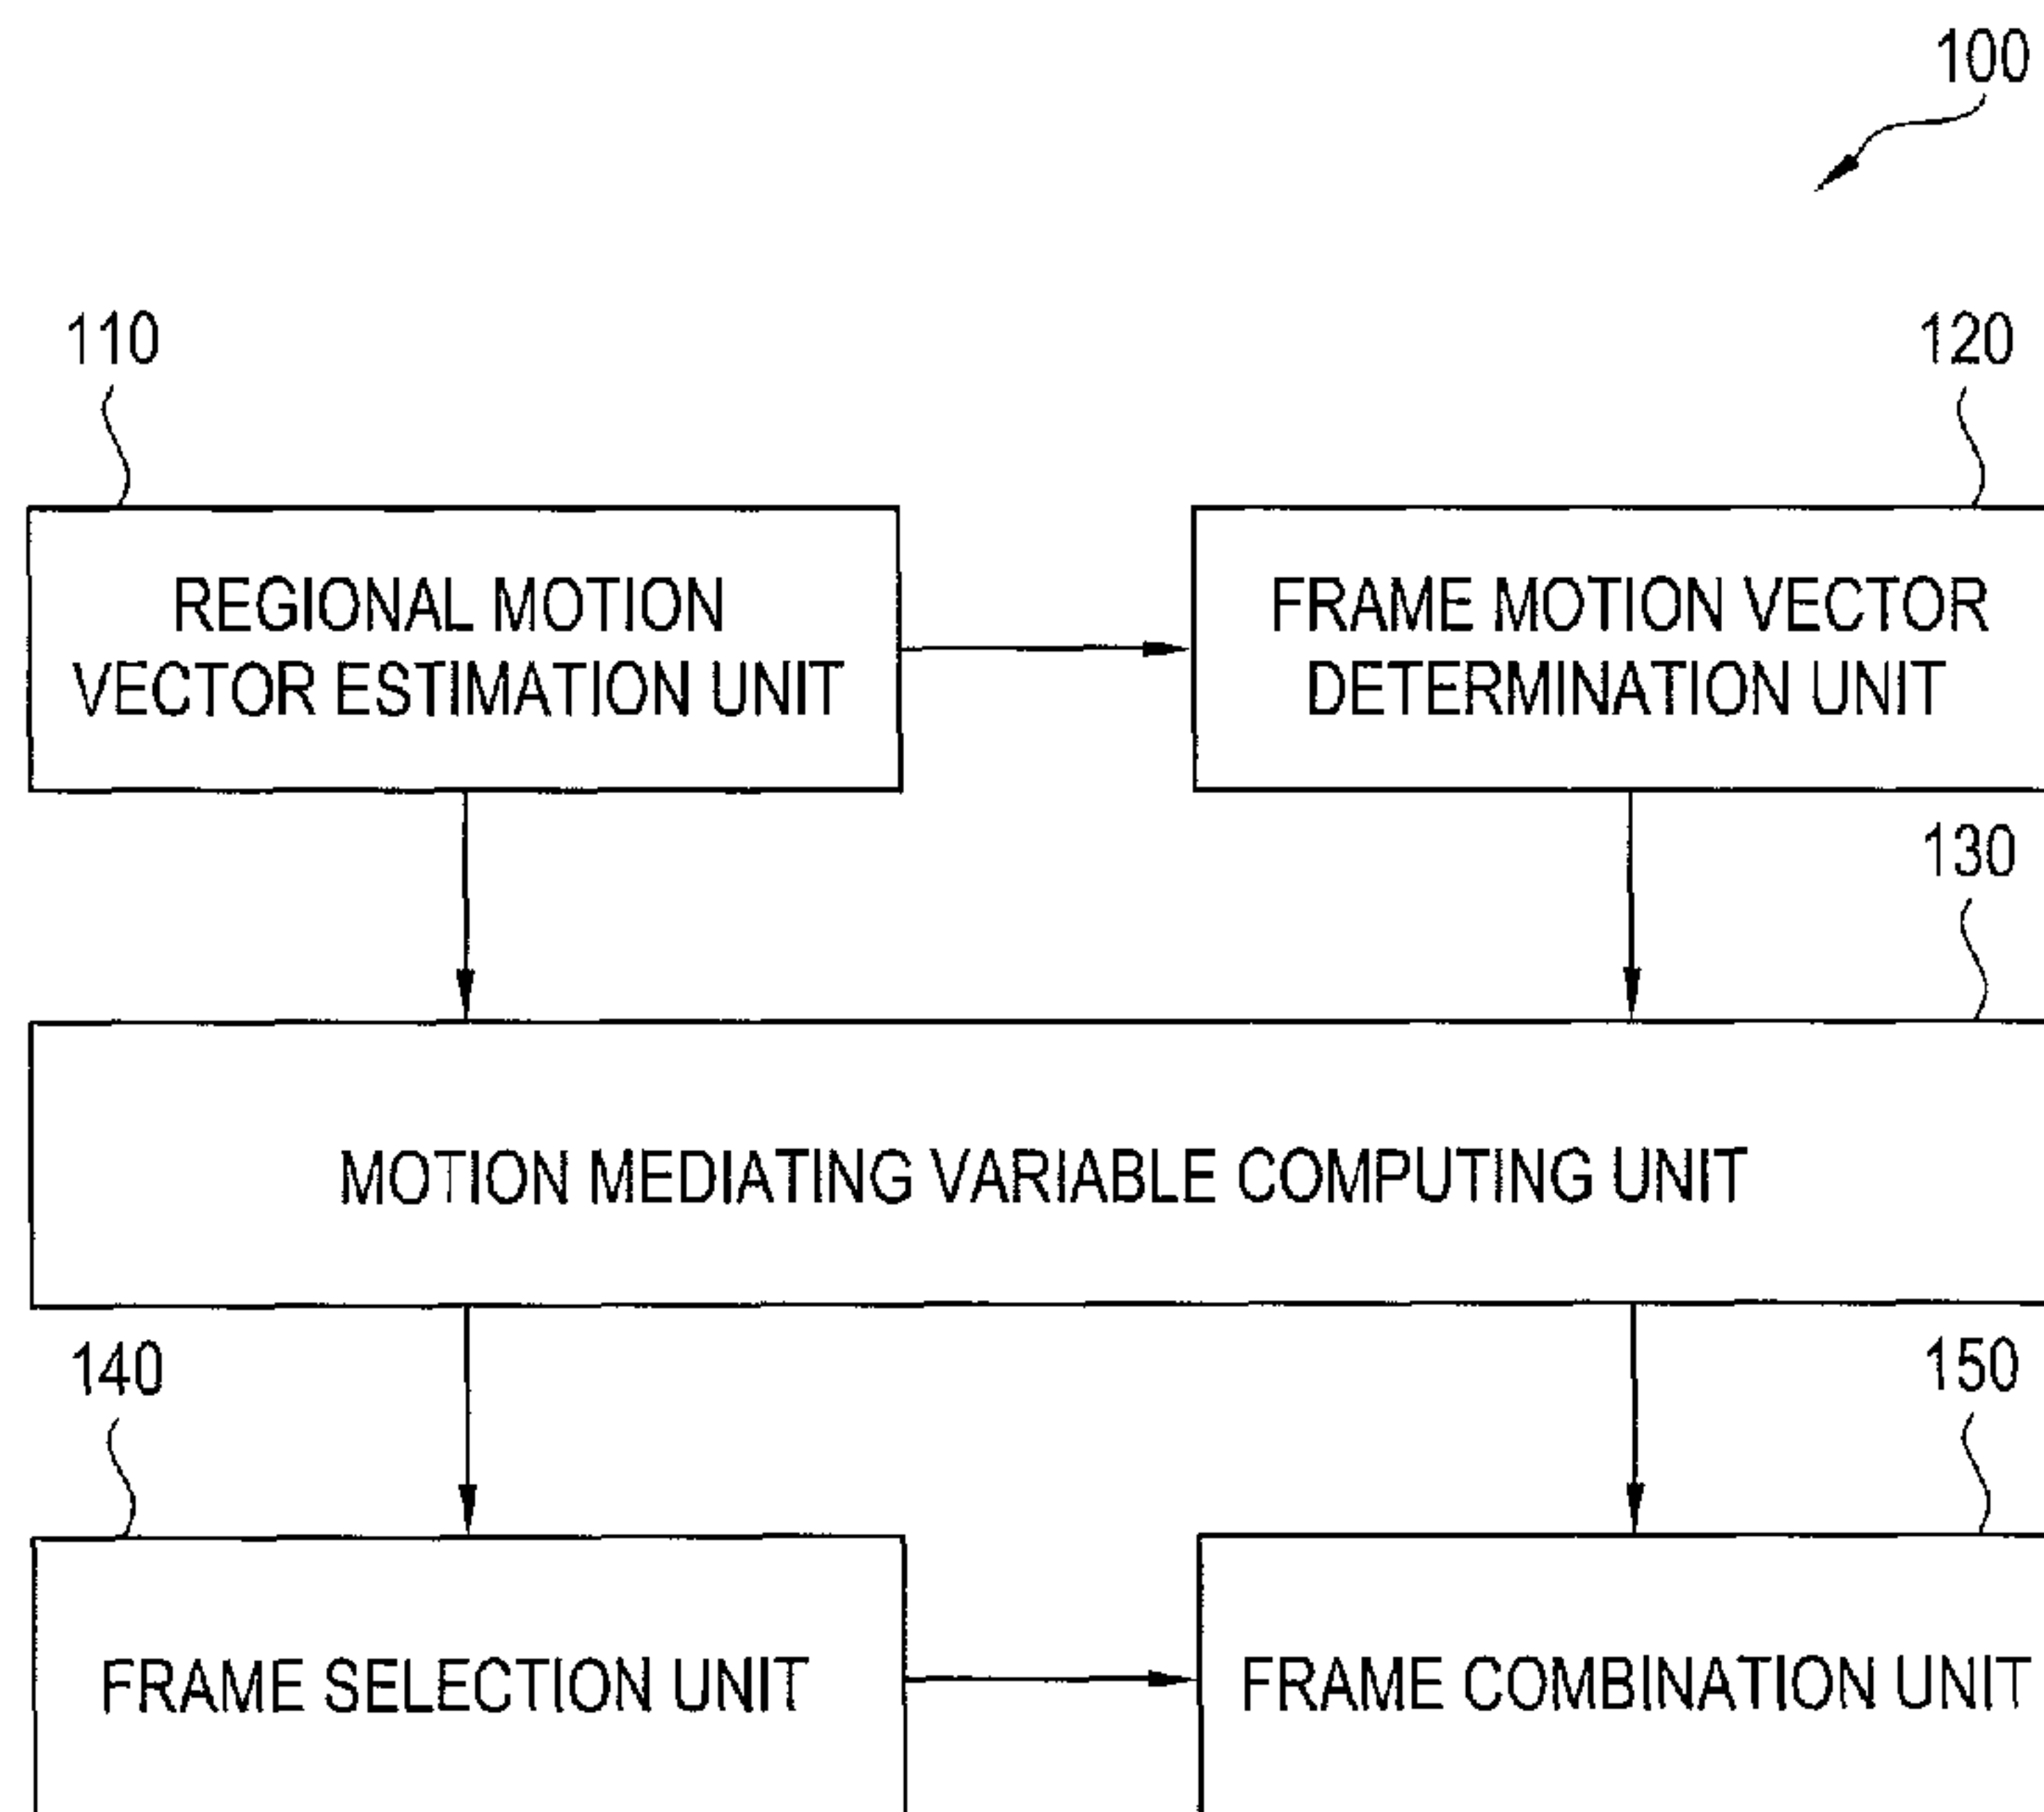 100
110
120
REGIONAL MOTION
VECTOR ESTIMATION UNIT
FRAME MOTION VECTOR
DETERMINATION UNIT
130
MOTION MEDIATING VARIABLE COMPUTING UNIT
140
150
FRAME SELECTION UNIT
FRAME COMBINATION UNIT